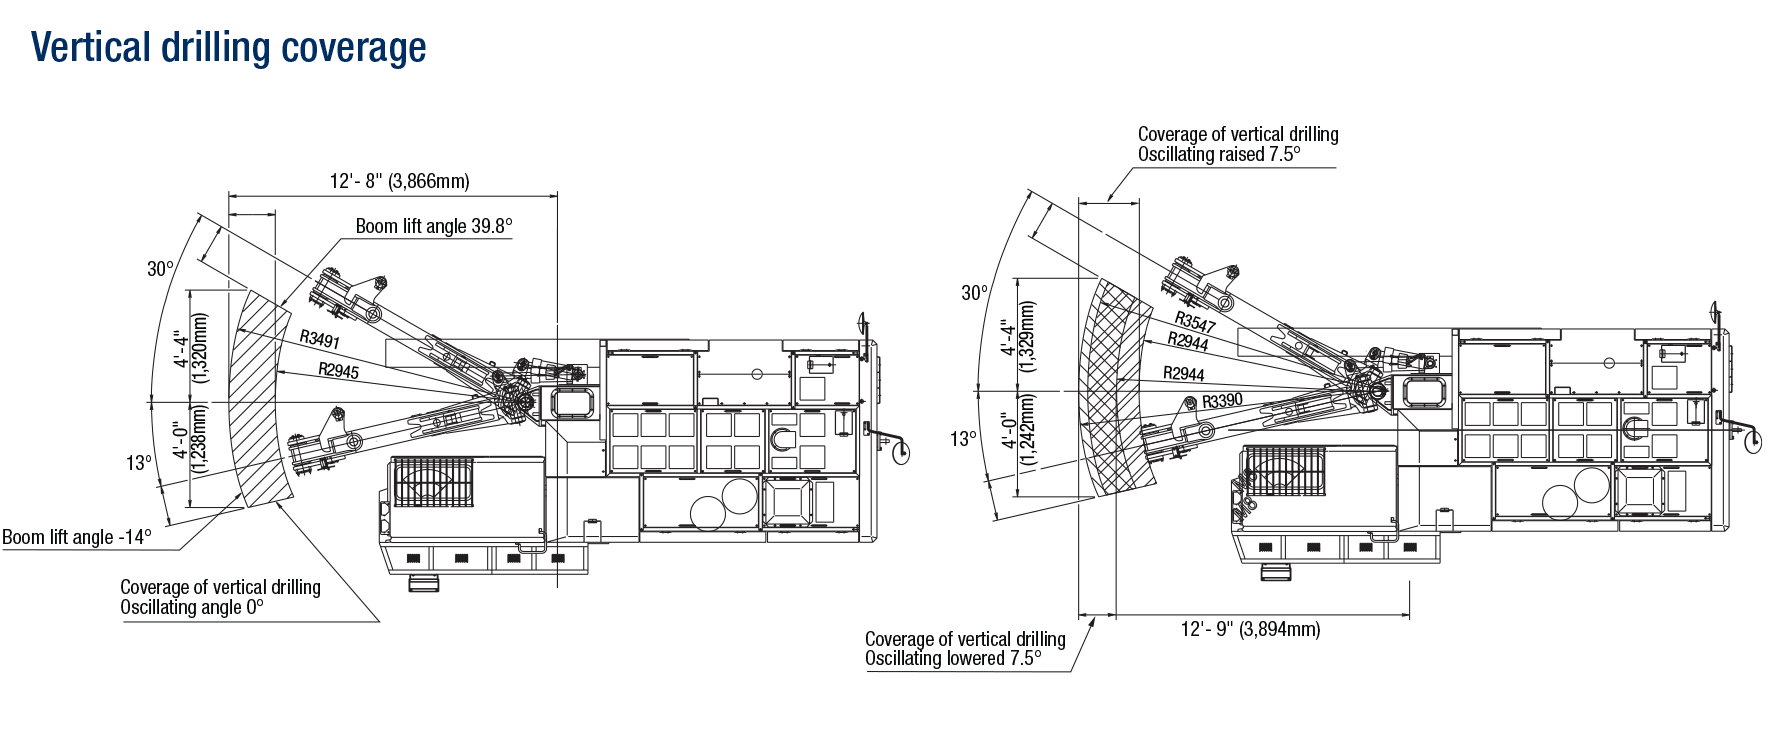 Vertical drilling coverage
12'- 8" (3,866mm)
Boom lift angle 39.8°
30°
4'-4"
(1,320mm)
R3491
R2945
4'-0"
(1,238mm)
13°
Boom lift angle -14°
Coverage of vertical drilling
Oscillating angle 0°
Coverage of vertical drilling
Oscillating raised 7.5°
30°
4'-4"
(1,329mm)
R3547
R2944
R2944
R3390
4'-0"
(1,242mm)
13°
12'- 9" (3,894mm)
Coverage of vertical drilling
Oscillating lowered 7.5°